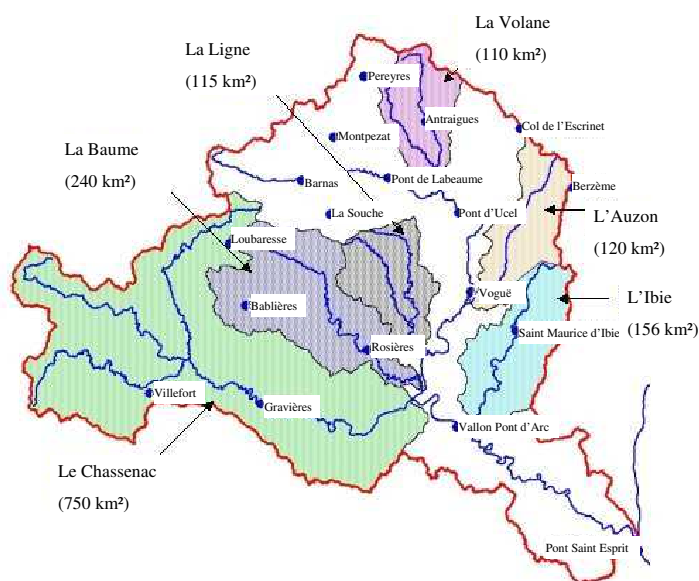 La Volane
(110 km²)
La Ligne
(115 km²)
Pereyres
Antraigues
Col de l'Escrinet
Montpezat
La Baume
(240 km²)
Barnas
Pont de Labeaume
Berzème
La Souche
Pont d'Ucel
L'Auzon
(120 km²)
Loubaresse
Voguë
L'Ibie
(156 km²)
Bablières
Saint Maurice d'Ibie
Rosières
Villefort
Gravières
Vallon Pont d'Arc
Le Chassenac
(750 km²)
Pont Saint Esprit